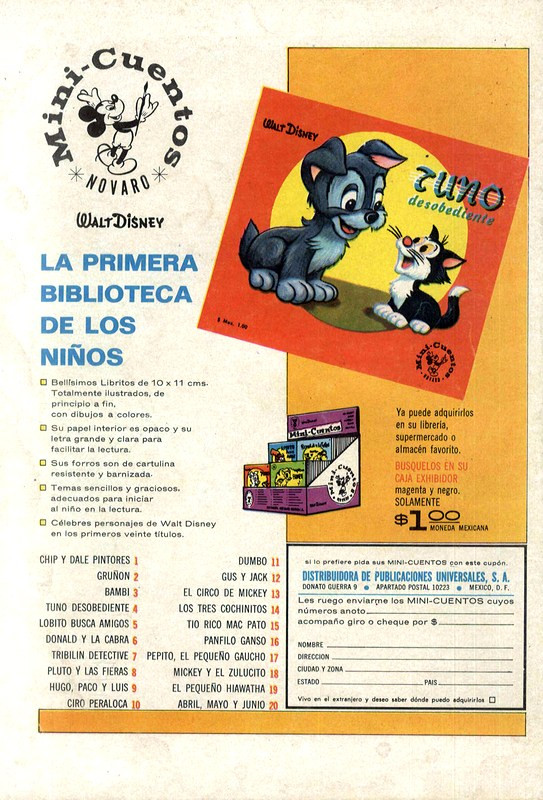 Mini-Cuentos
NOVARO
WALT DISNEY
LA PRIMERA
BIBLIOTECA
DE LOS
NIÑOS
Bellísimos Libritos de 10 x 11 cms.
Totalmente ilustrados, de
principio a fin,
con dibujos a colores.
Su papel interior es opaco y su
letra grande y clara para
facilitar la lectura.
Sus forros son de cartulina
resistente y barnizada.
Temas sencillos y graciosos,
adecuados para iniciar
al niño en la lectura.
Célebres personajes de Walt Disney
en los primeros veinte títulos.
WALT DISNEY
TUNO
desobediente
$ Mex. 1.00
Mini-Cuentos
Mini-Cuentos
Mini-Cuentos
Ya puede adquirirlos
en su librería,
supermercado o
almacén favorito.
BUSQUELOS EN SU
CAJA EXHIBIDOR
magenta y negro.
SOLAMENTE
$1.00
MONEDA MEXICANA
CHIP Y DALE PINTORES 1
GRUÑON 2
BAMBI 3
TUNO DESOBEDIENTE 4
LOBITO BUSCA AMIGOS 5
DONALD Y LA CABRA 6
TRIBILIN DETECTIVE 7
PLUTO Y LAS FIERAS 8
HUGO, PACO Y LUIS 9
CIRO PERALOCA 10
DUMBO 11
GUS Y JACK 12
EL CIRCO DE MICKEY 13
LOS TRES COCHINITOS 14
TIO RICO MAC PATO 15
PANFILO GANSO 16
PEPITO, EL PEQUEÑO GAUCHO 17
MICKEY Y EL ZULUCITO 18
EL PEQUEÑO HIAWATHA 19
ABRIL, MAYO Y JUNIO 20
si lo prefiere pida sus MINI-CUENTOS con este cupón.
DISTRIBUIDORA DE PUBLICACIONES UNIVERSALES, S. A.
DONATO GUERRA 9 • APARTADO POSTAL 10223 • MEXICO, D. F.
Les ruego enviarme los MINI-CUENTOS cuyos
números anoto
acompaño giro o cheque por $
NOMBRE
DIRECCION
CIUDAD Y ZONA
ESTADO PAIS
Vivo en el extranjero y deseo saber dónde puedo adquirirlos